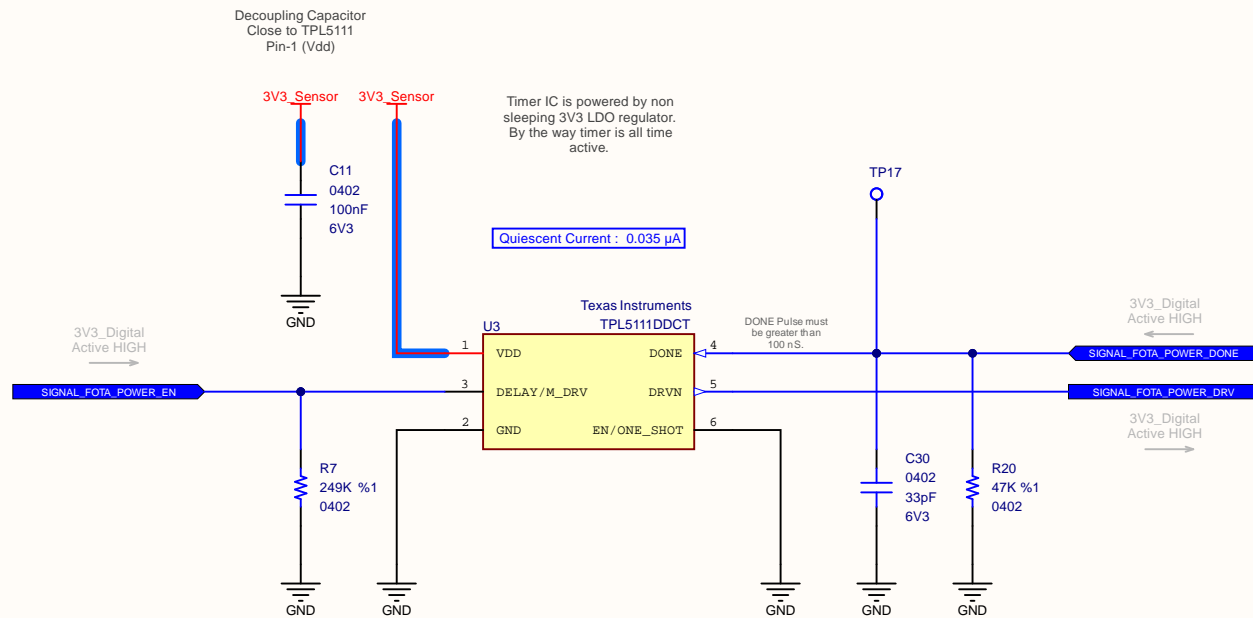 Decoupling Capacitor
Close to TPL5111
Pin-1 (Vdd)
3V3_Sensor
3V3_Sensor
Timer IC is powered by non
sleeping 3V3 LDO regulator.
By the way timer is all time
active.
C11
0402
100nF
6V3
GND
Quiescent Current : 0.035 µA
TP17
Texas Instruments
TPL5111DDCT
U3
DONE Pulse must
be greater than
100 nS.
3V3_Digital
Active HIGH
3V3_Digital
Active HIGH
1
VDD
DONE
4
SIGNAL_FOTA_POWER_DONE
SIGNAL_FOTA_POWER_EN
3
DELAY/M_DRV
DRVN
5
SIGNAL_FOTA_POWER_DRV
2
GND
EN/ONE_SHOT
6
3V3_Digital
Active HIGH
R7
249K %1
0402
C30
0402
33pF
6V3
R20
47K %1
0402
GND
GND
GND
GND
GND